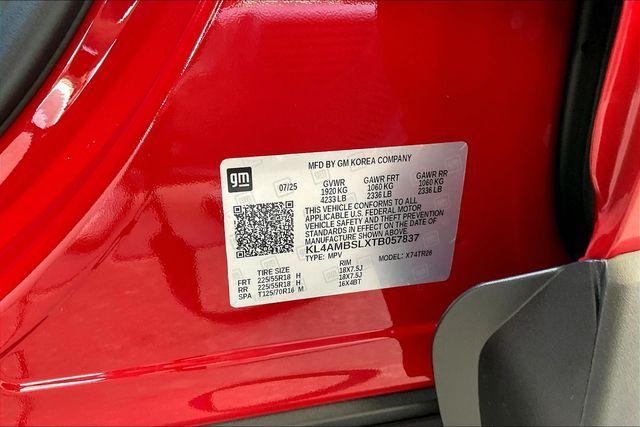 MFD BY GM KOREA COMPANY
gm
07/25
GVWR GAWR FRT GAWR RR
1920 KG 1060 KG 1060 KG
4233 LB 2336 LB 2336 LB
THIS VEHICLE CONFORMS TO ALL
APPLICABLE U.S. FEDERAL MOTOR
VEHICLE SAFETY AND THEFT PREVENTION
STANDARDS IN EFFECT ON THE DATE OF
MANUFACTURE SHOWN ABOVE.
KL4AMBSLXTB057837
TYPE: MPV MODEL: X74TR26
TIRE SIZE RIM
FRT 225/55R18 H 18X7.5J
RR 225/55R18 H 18X7.5J
SPA T125/70R16 M 16X4BT